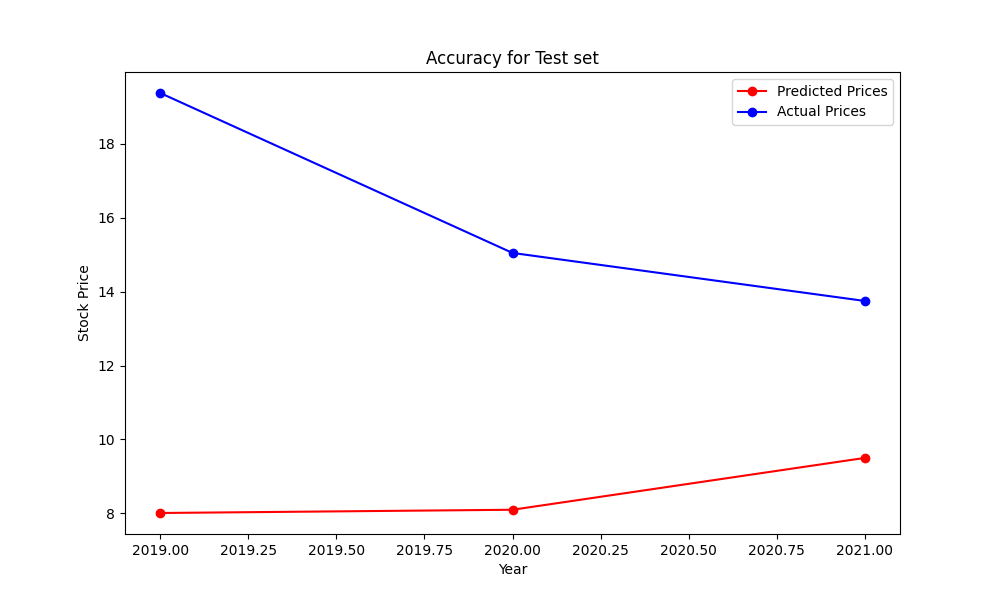 Accuracy for Test set
Predicted Prices
Actual Prices
18
16
14
12
10
8
Stock Price
2019.00 2019.25 2019.50 2019.75 2020.00 2020.25 2020.50 2020.75 2021.00
Year